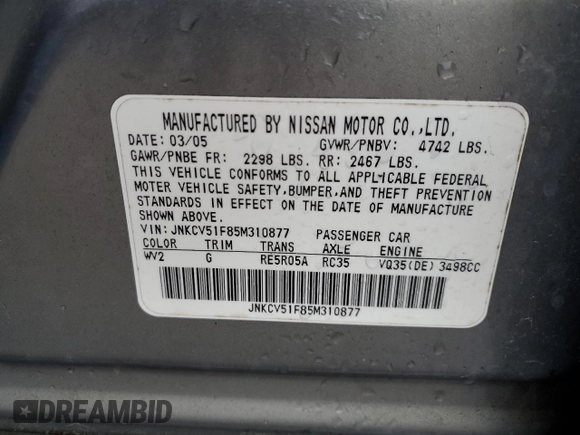 MANUFACTURED BY NISSAN MOTOR CO.,LTD.
DATE: 03/05 GVWR/PNBV: 4742 LBS.
GAWR/PNBE FR: 2298 LBS. RR: 2467 LBS.
THIS VEHICLE CONFORMS TO ALL APPLICABLE FEDERAL
MOTER VEHICLE SAFETY,BUMPER,AND THEFT PREVENTION
STANDARDS IN EFFECT ON THE DATE OF MANUFACTURE
SHOWN ABOVE.
VIN: JNKCV51F85M310877 PASSENGER CAR
COLOR TRIM TRANS AXLE ENGINE
WV2 G RE5R05A RC35 VQ35(DE) 3498CC
JNKCV51F85M310877
DREAMBID